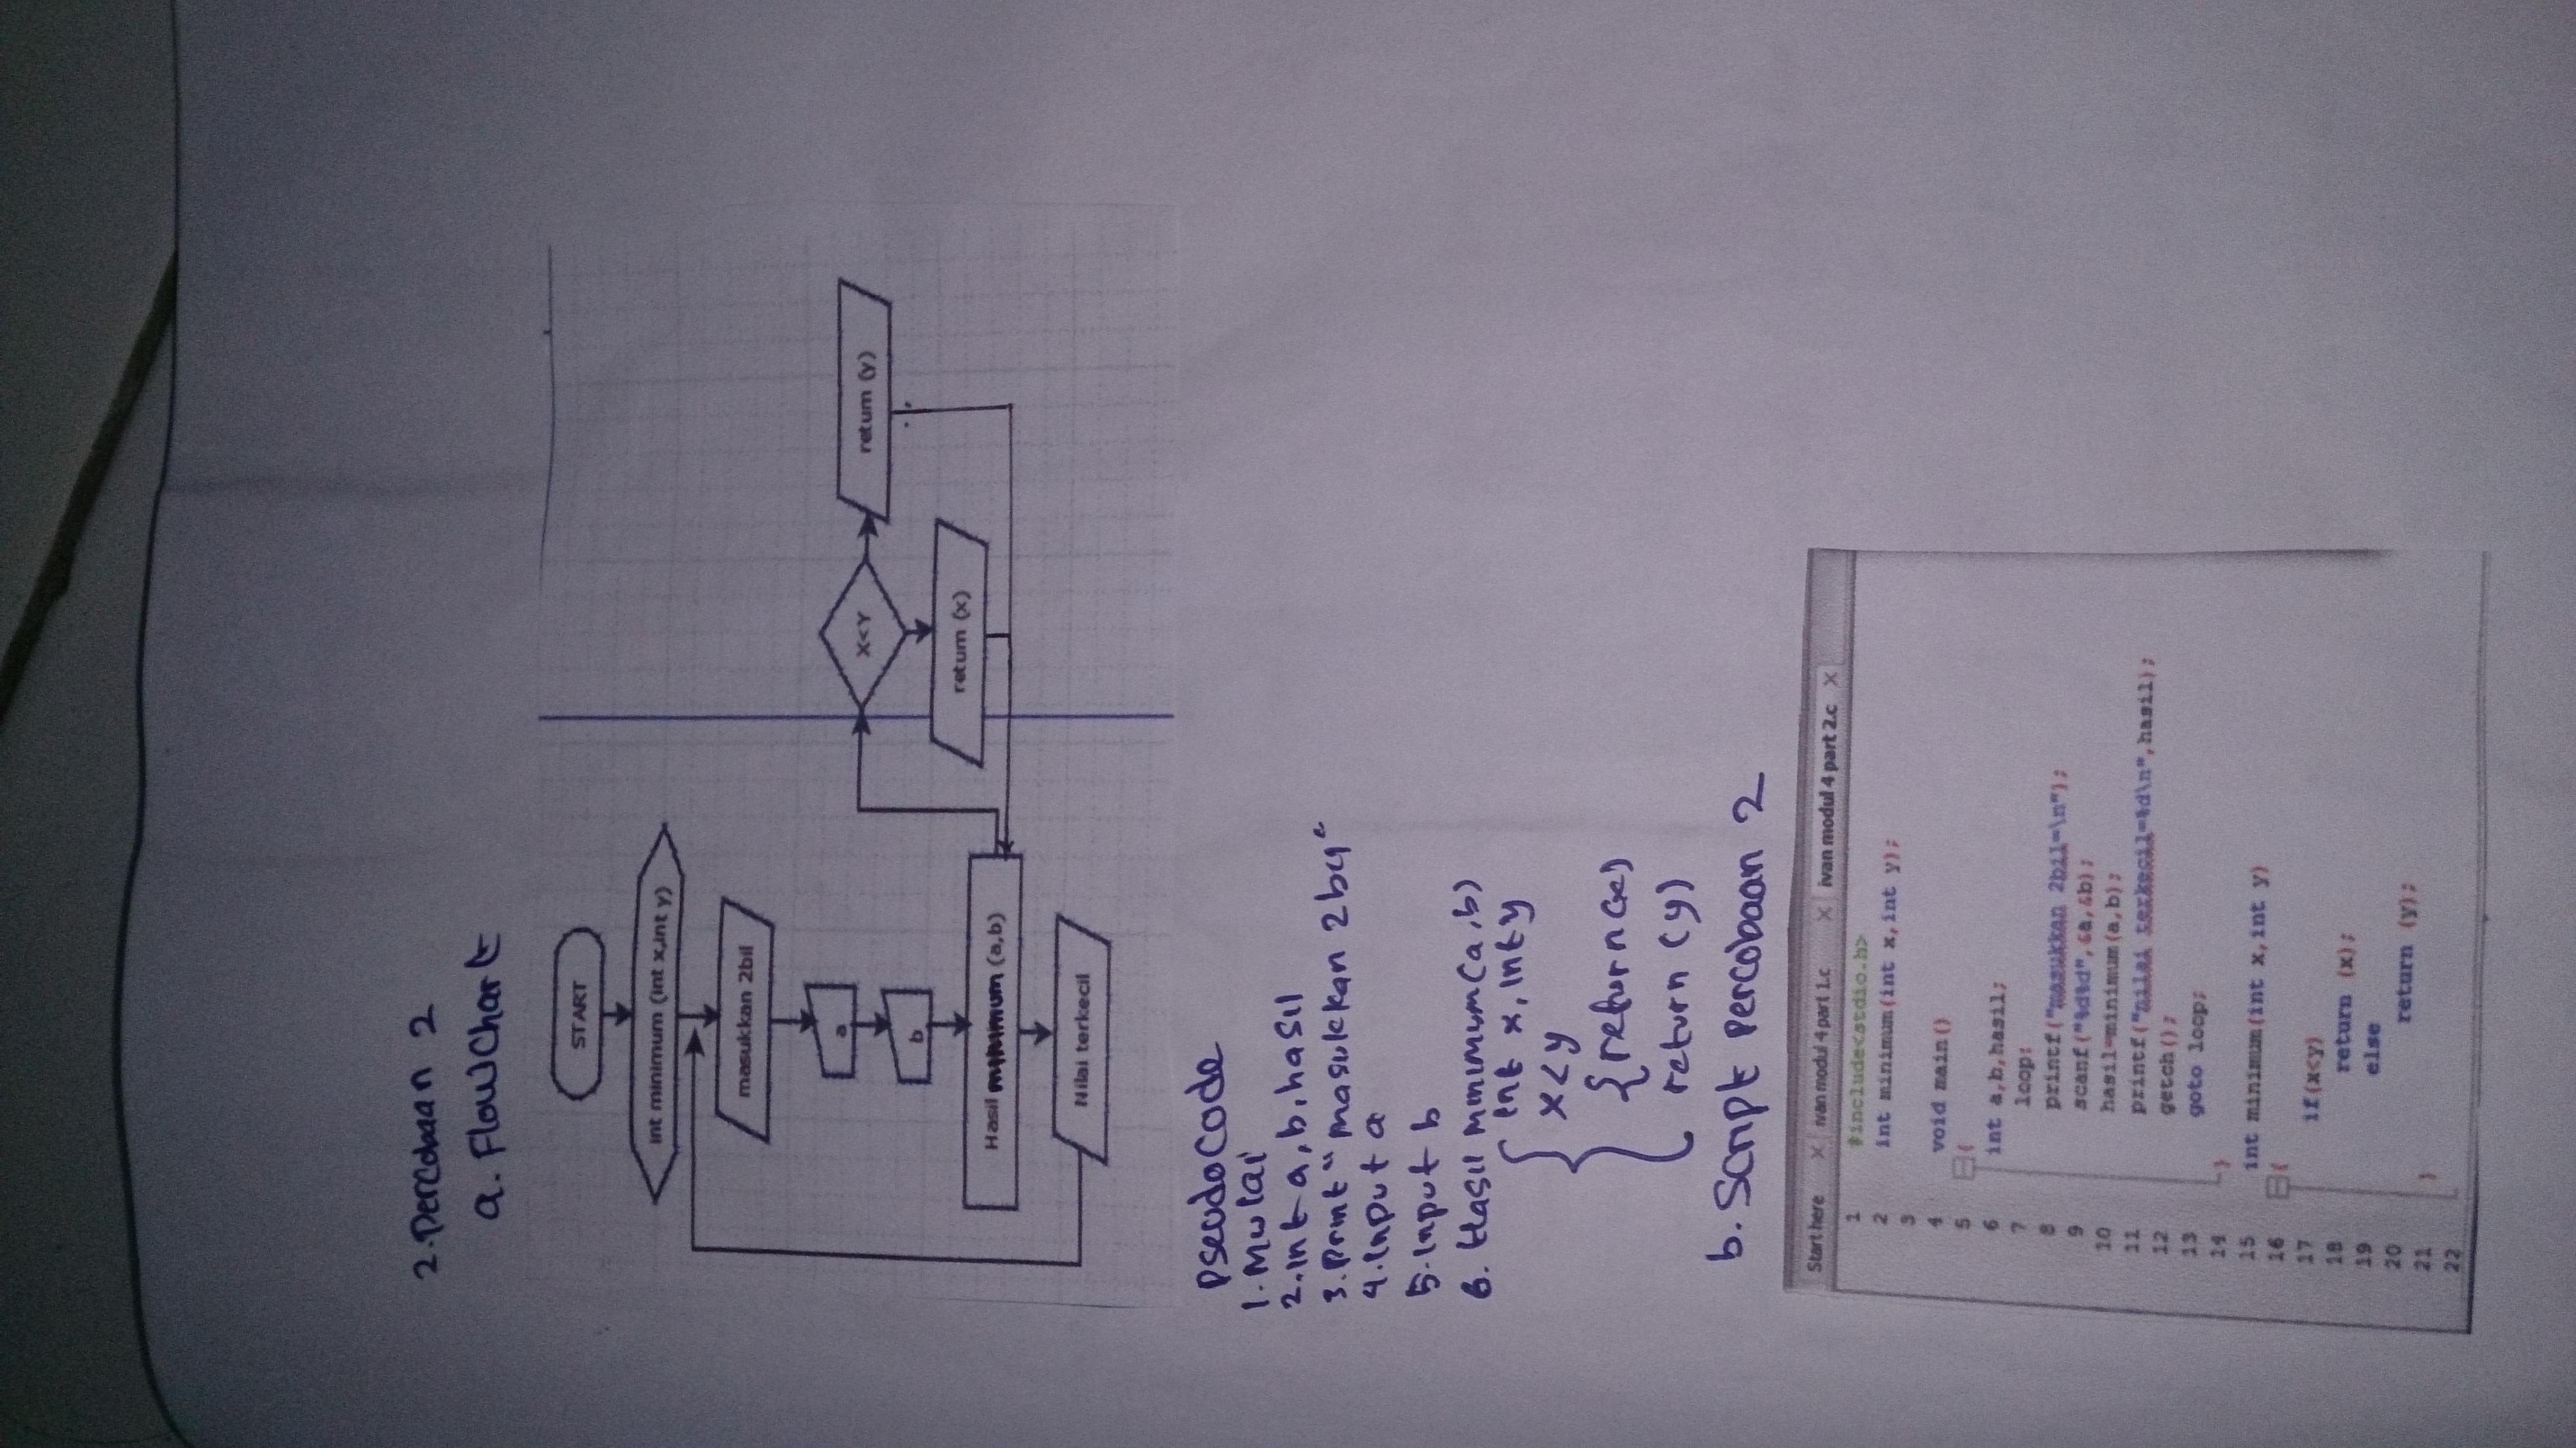 2. Percobaan 2
a. Flowchart
START
int minimum (int x,int y)
masukkan 2bil
a
b
Hasil minimum (a,b)
Nilai terkecil
X<Y
return (x)
return (y)
Pseudocode
1. Mulai
2. int a, b, hasil
3. Print "masukkan 2
4. Input a
5. Input b
6. Hasil minimum (a, b)
{ int x, int y
x < y
{ return (x)
return (y)
}
b. Script Percobaan 2
Start here X ivan modul 4 part 1.c X ivan modul 4 part 2.c X
1 #include<stdio.h>
2 int minimum(int x,int y);
3
4 void main()
5 {
6 int a,b,hasil;
7 loop:
8 printf("masukkan 2bil=\n");
9 scanf("%d%d",&a,&b);
10 hasil=minimum(a,b);
11 printf("nilai terkecil=%d\n",hasil);
12 getch();
13 goto loop;
14 }
15 int minimum(int x,int y)
16 {
17 if(x<y)
18 return (x);
19 else
20 return (y);
21 }
22